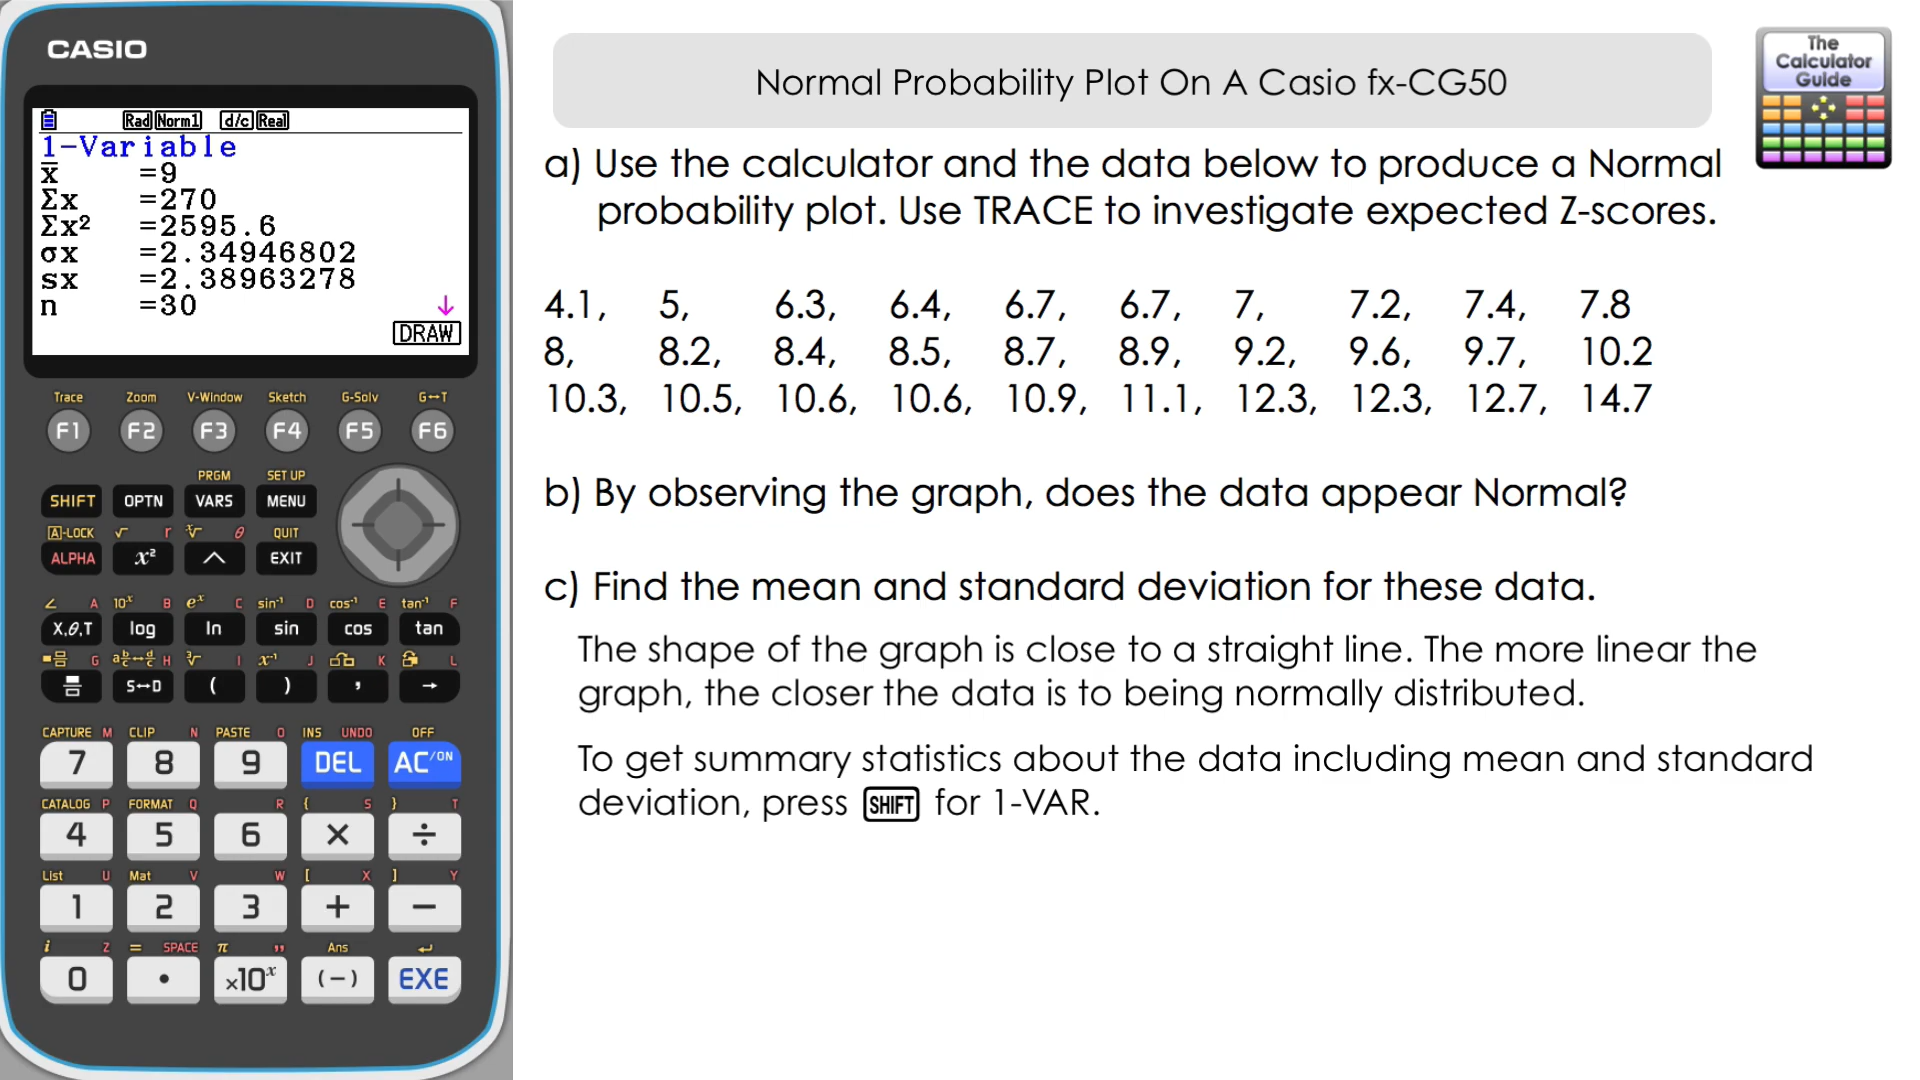 CASIO
Rad Norm1 d/c Real
1-Variable
x̄ =9
Σx =270
Σx² =2595.6
σx =2.34946802
sx =2.38963278
n =30
DRAW
Trace Zoom V-Window Sketch G-Solv G↔T
F1 F2 F3 F4 F5 F6
PRGM SET UP
SHIFT OPTN VARS MENU
A-LOCK √ r ˣ√ θ QUIT
ALPHA x² ^ EXIT
∠ A 10ˣ B eˣ C sin⁻¹ D cos⁻¹ E tan⁻¹ F
X,θ,T log ln sin cos tan
G a b/c↔d/c H ³√ I x⁻¹ J K L
S↔D ( ) , →
CAPTURE M CLIP N PASTE O INS UNDO OFF
7 8 9 DEL AC/ON
CATALOG P FORMAT Q R { S } T
4 5 6 × ÷
List U Mat V W [ X ] Y
1 2 3 + −
i Z = SPACE π " Ans ↵
0 • ×10ˣ (−) EXE
Normal Probability Plot On A Casio fx-CG50
The
Calculator
Guide
a) Use the calculator and the data below to produce a Normal
probability plot. Use TRACE to investigate expected Z-scores.
4.1, 5, 6.3, 6.4, 6.7, 6.7, 7, 7.2, 7.4, 7.8
8, 8.2, 8.4, 8.5, 8.7, 8.9, 9.2, 9.6, 9.7, 10.2
10.3, 10.5, 10.6, 10.6, 10.9, 11.1, 12.3, 12.3, 12.7, 14.7
b) By observing the graph, does the data appear Normal?
c) Find the mean and standard deviation for these data.
The shape of the graph is close to a straight line. The more linear the
graph, the closer the data is to being normally distributed.
To get summary statistics about the data including mean and standard
deviation, press SHIFT for 1-VAR.